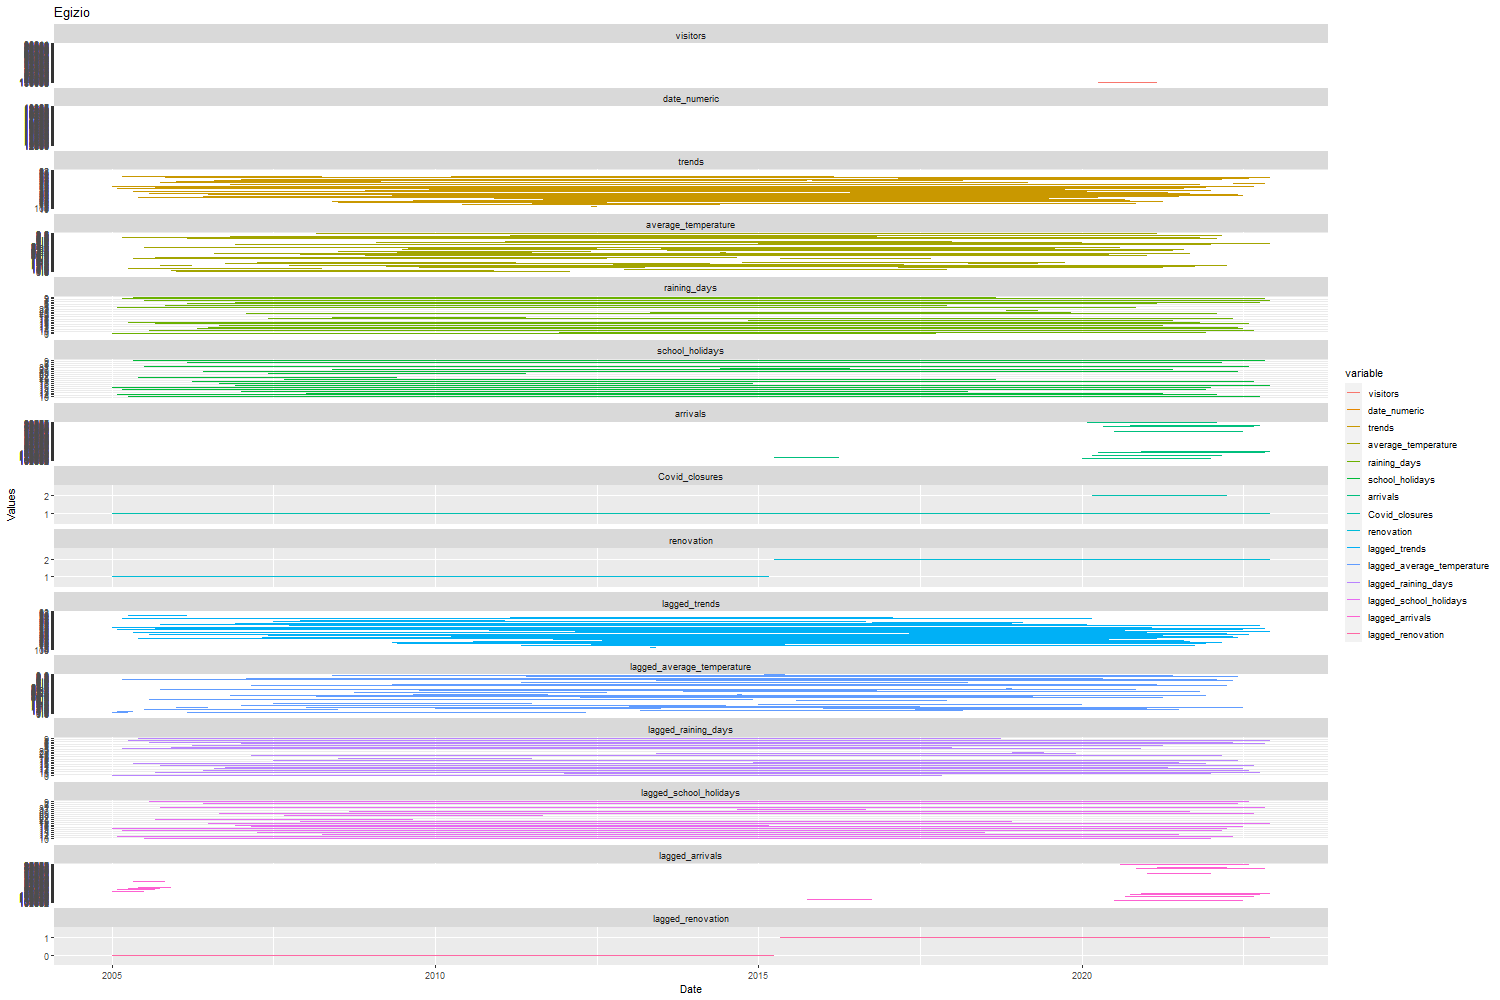 Egizio
visitors
date_numeric
trends
average_temperature
raining_days
school_holidays
arrivals
Covid_closures
2
1
renovation
2
1
lagged_trends
lagged_average_temperature
lagged_raining_days
lagged_school_holidays
lagged_arrivals
lagged_renovation
1
0
2005 2010 2015 2020
Date
Values
variable
visitors
date_numeric
trends
average_temperature
raining_days
school_holidays
arrivals
Covid_closures
renovation
lagged_trends
lagged_average_temperature
lagged_raining_days
lagged_school_holidays
lagged_arrivals
lagged_renovation